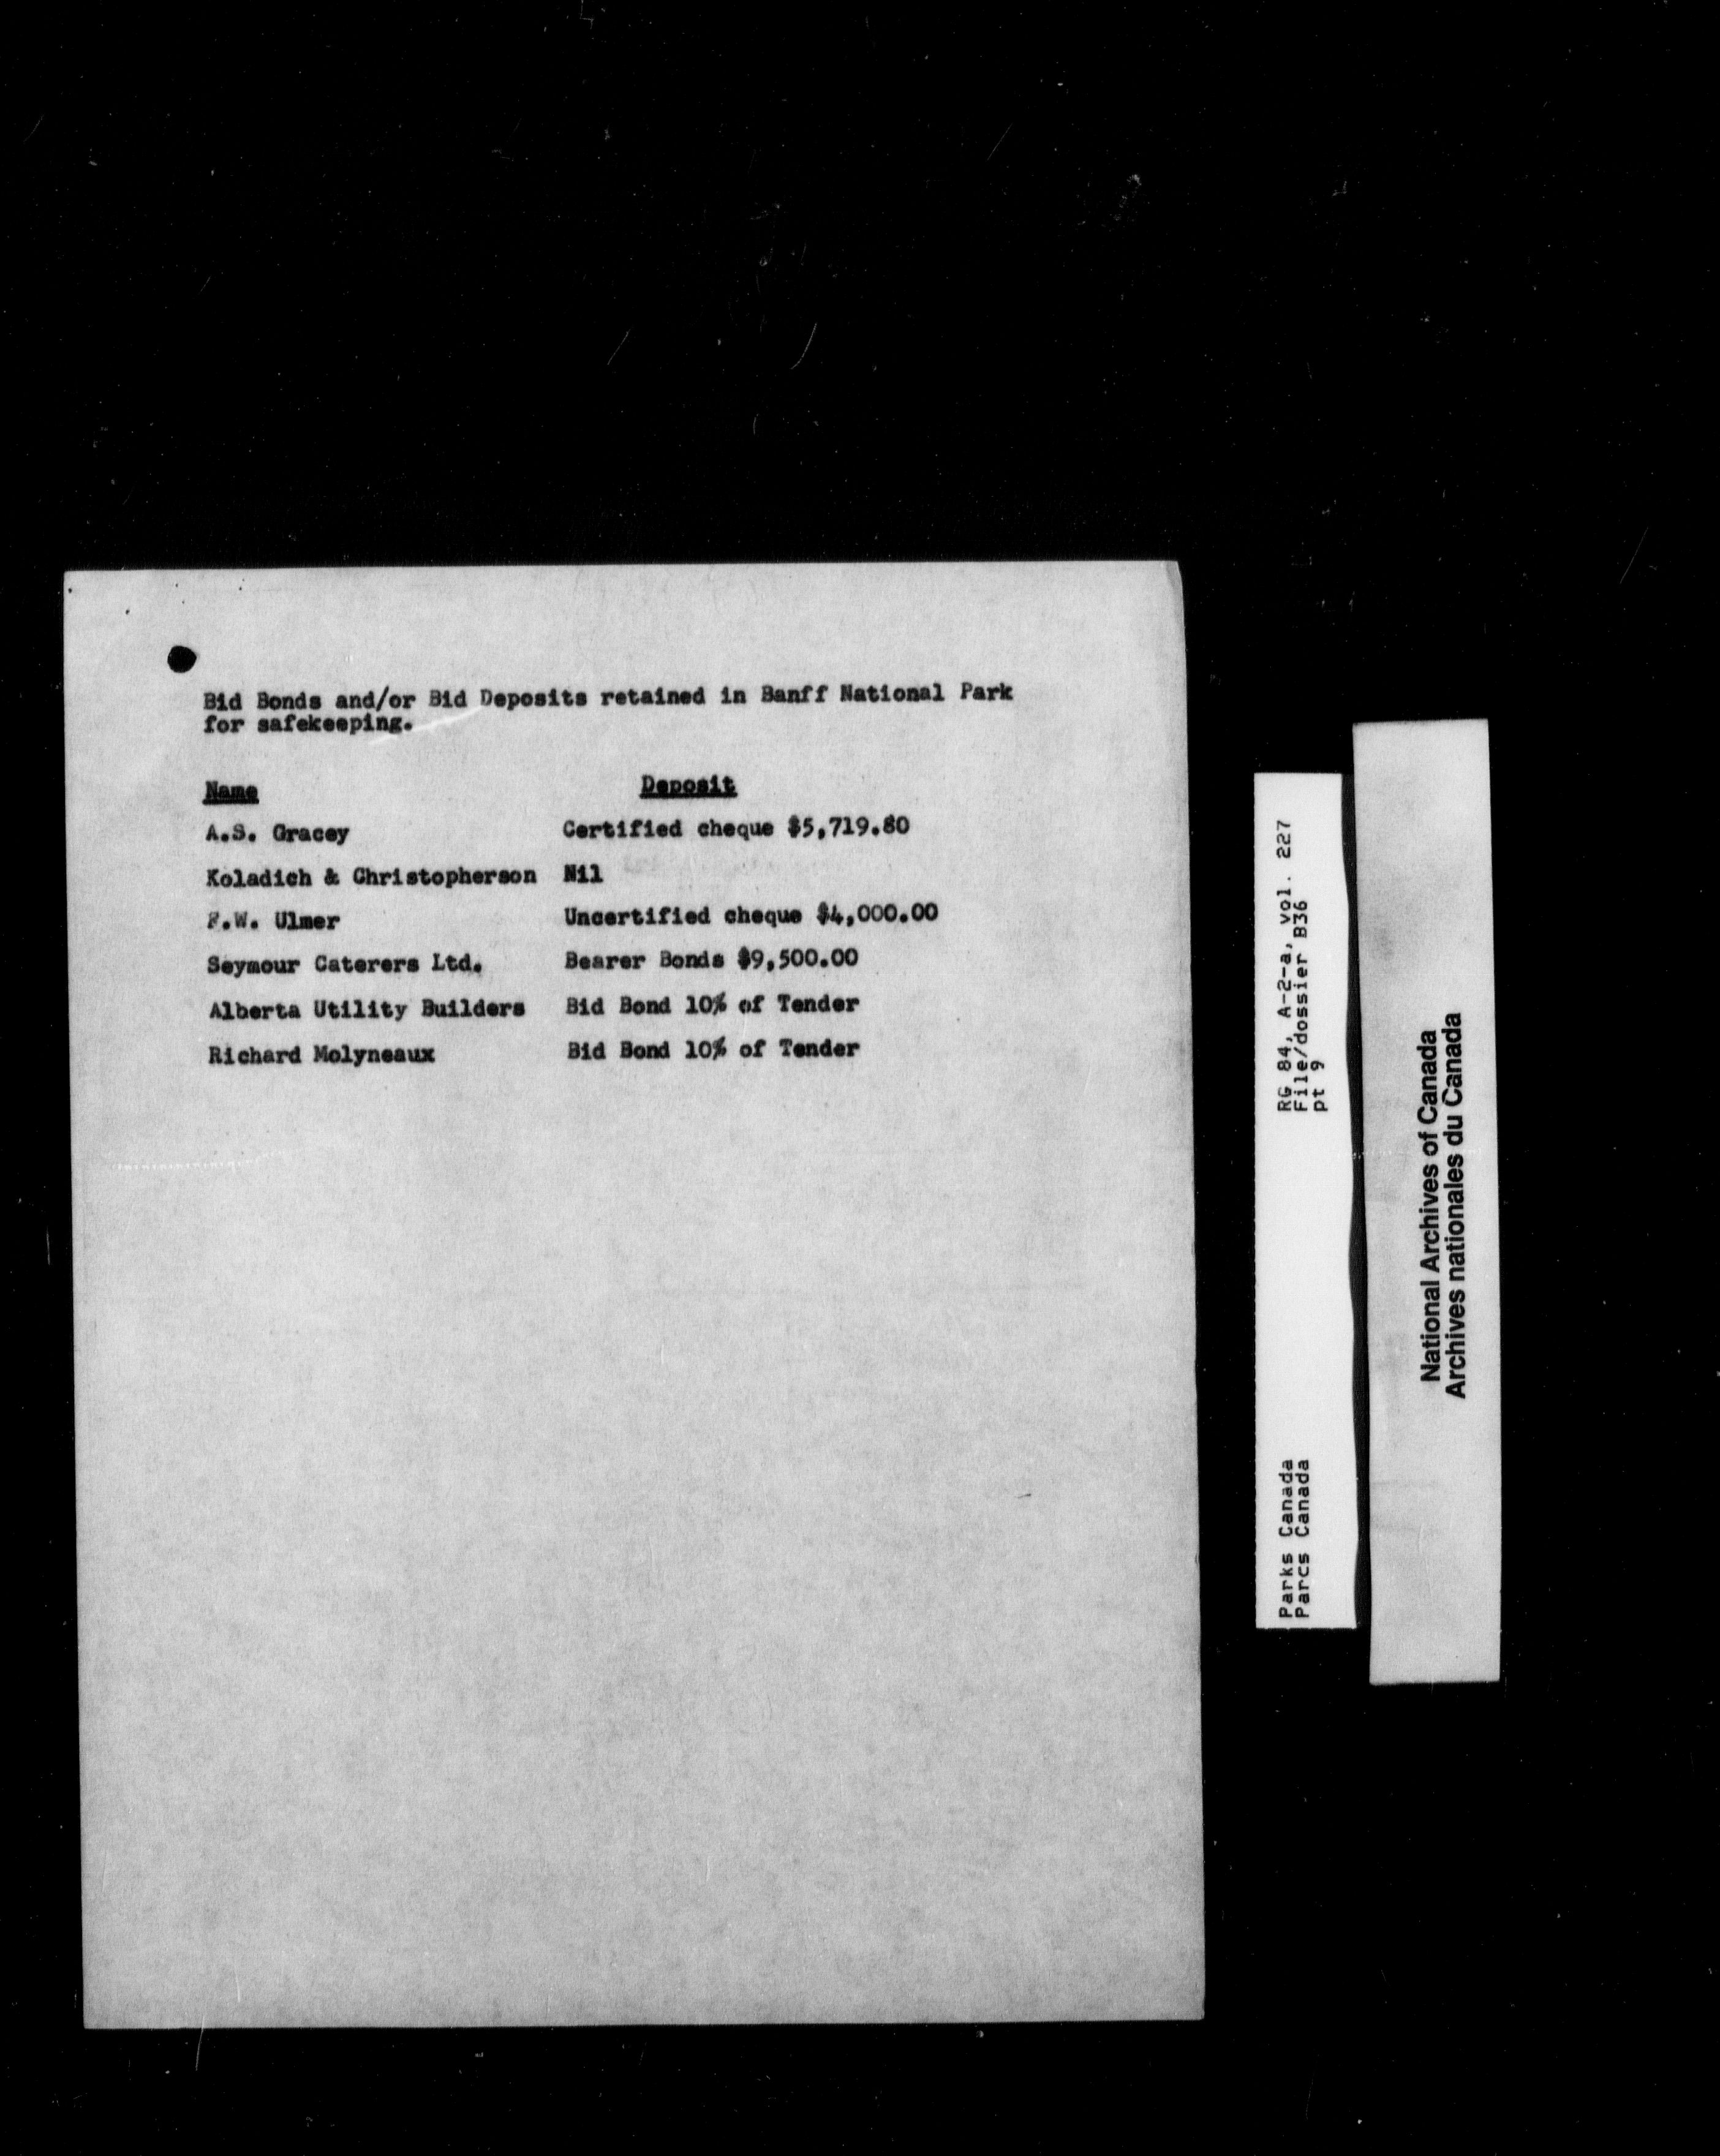 Bid Bonds and/or Bid Deposits retained in Banff National Park
for safekeeping.
Name Deposit
A.S. Gracey Certified cheque $5,719.80
Koladich & Christopherson Nil
F.W. Ulmer Uncertified cheque $4,000.00
Seymour Caterers Ltd. Bearer Bonds $9,500.00
Alberta Utility Builders Bid Bond 10% of Tender
Richard Molyneaux Bid Bond 10% of Tender
Parks Canada RG 84, A-2-a, vol. 227
Parcs Canada File/dossier B36
pt 9
National Archives of Canada
Archives nationales du Canada